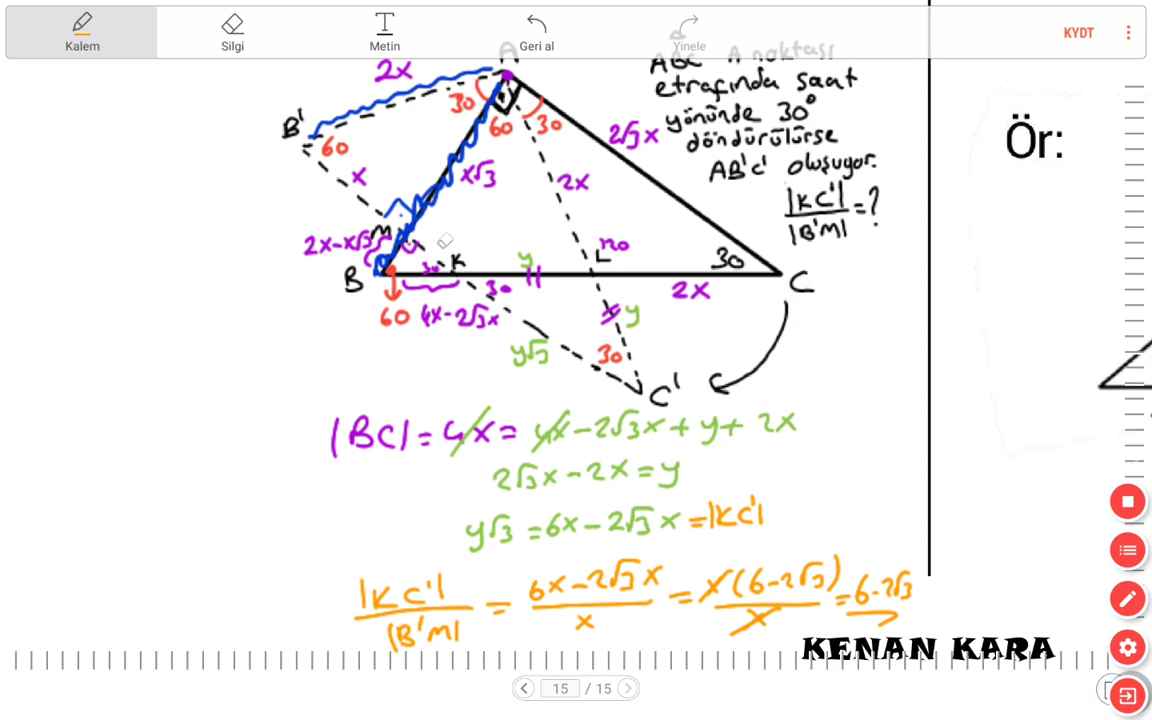 Kalem
Silgi
Metin
Geri al
Yinele
KYDT
A
ABC A noktası
etrafında saat
yönünde 30°
döndürülürse
AB'C' oluşuyor.
|KC'|
|B'M|
=?
Ör:
2x
B'
60
30
60
30
2√3x
x
x√3
2x
M
2x-x√3
B
30
K
y
L
120
30
C
60
4x-2√3x
30
2x
y
y√3
30
C'
|BC|=4x=4x-2√3x+y+2x
2√3x-2x=y
y√3=6x-2√3x=|KC'|
|KC'|/|B'M| = 6x-2√3x/x = x(6-2√3)/x = 6-2√3
KENAN KARA
15 / 15